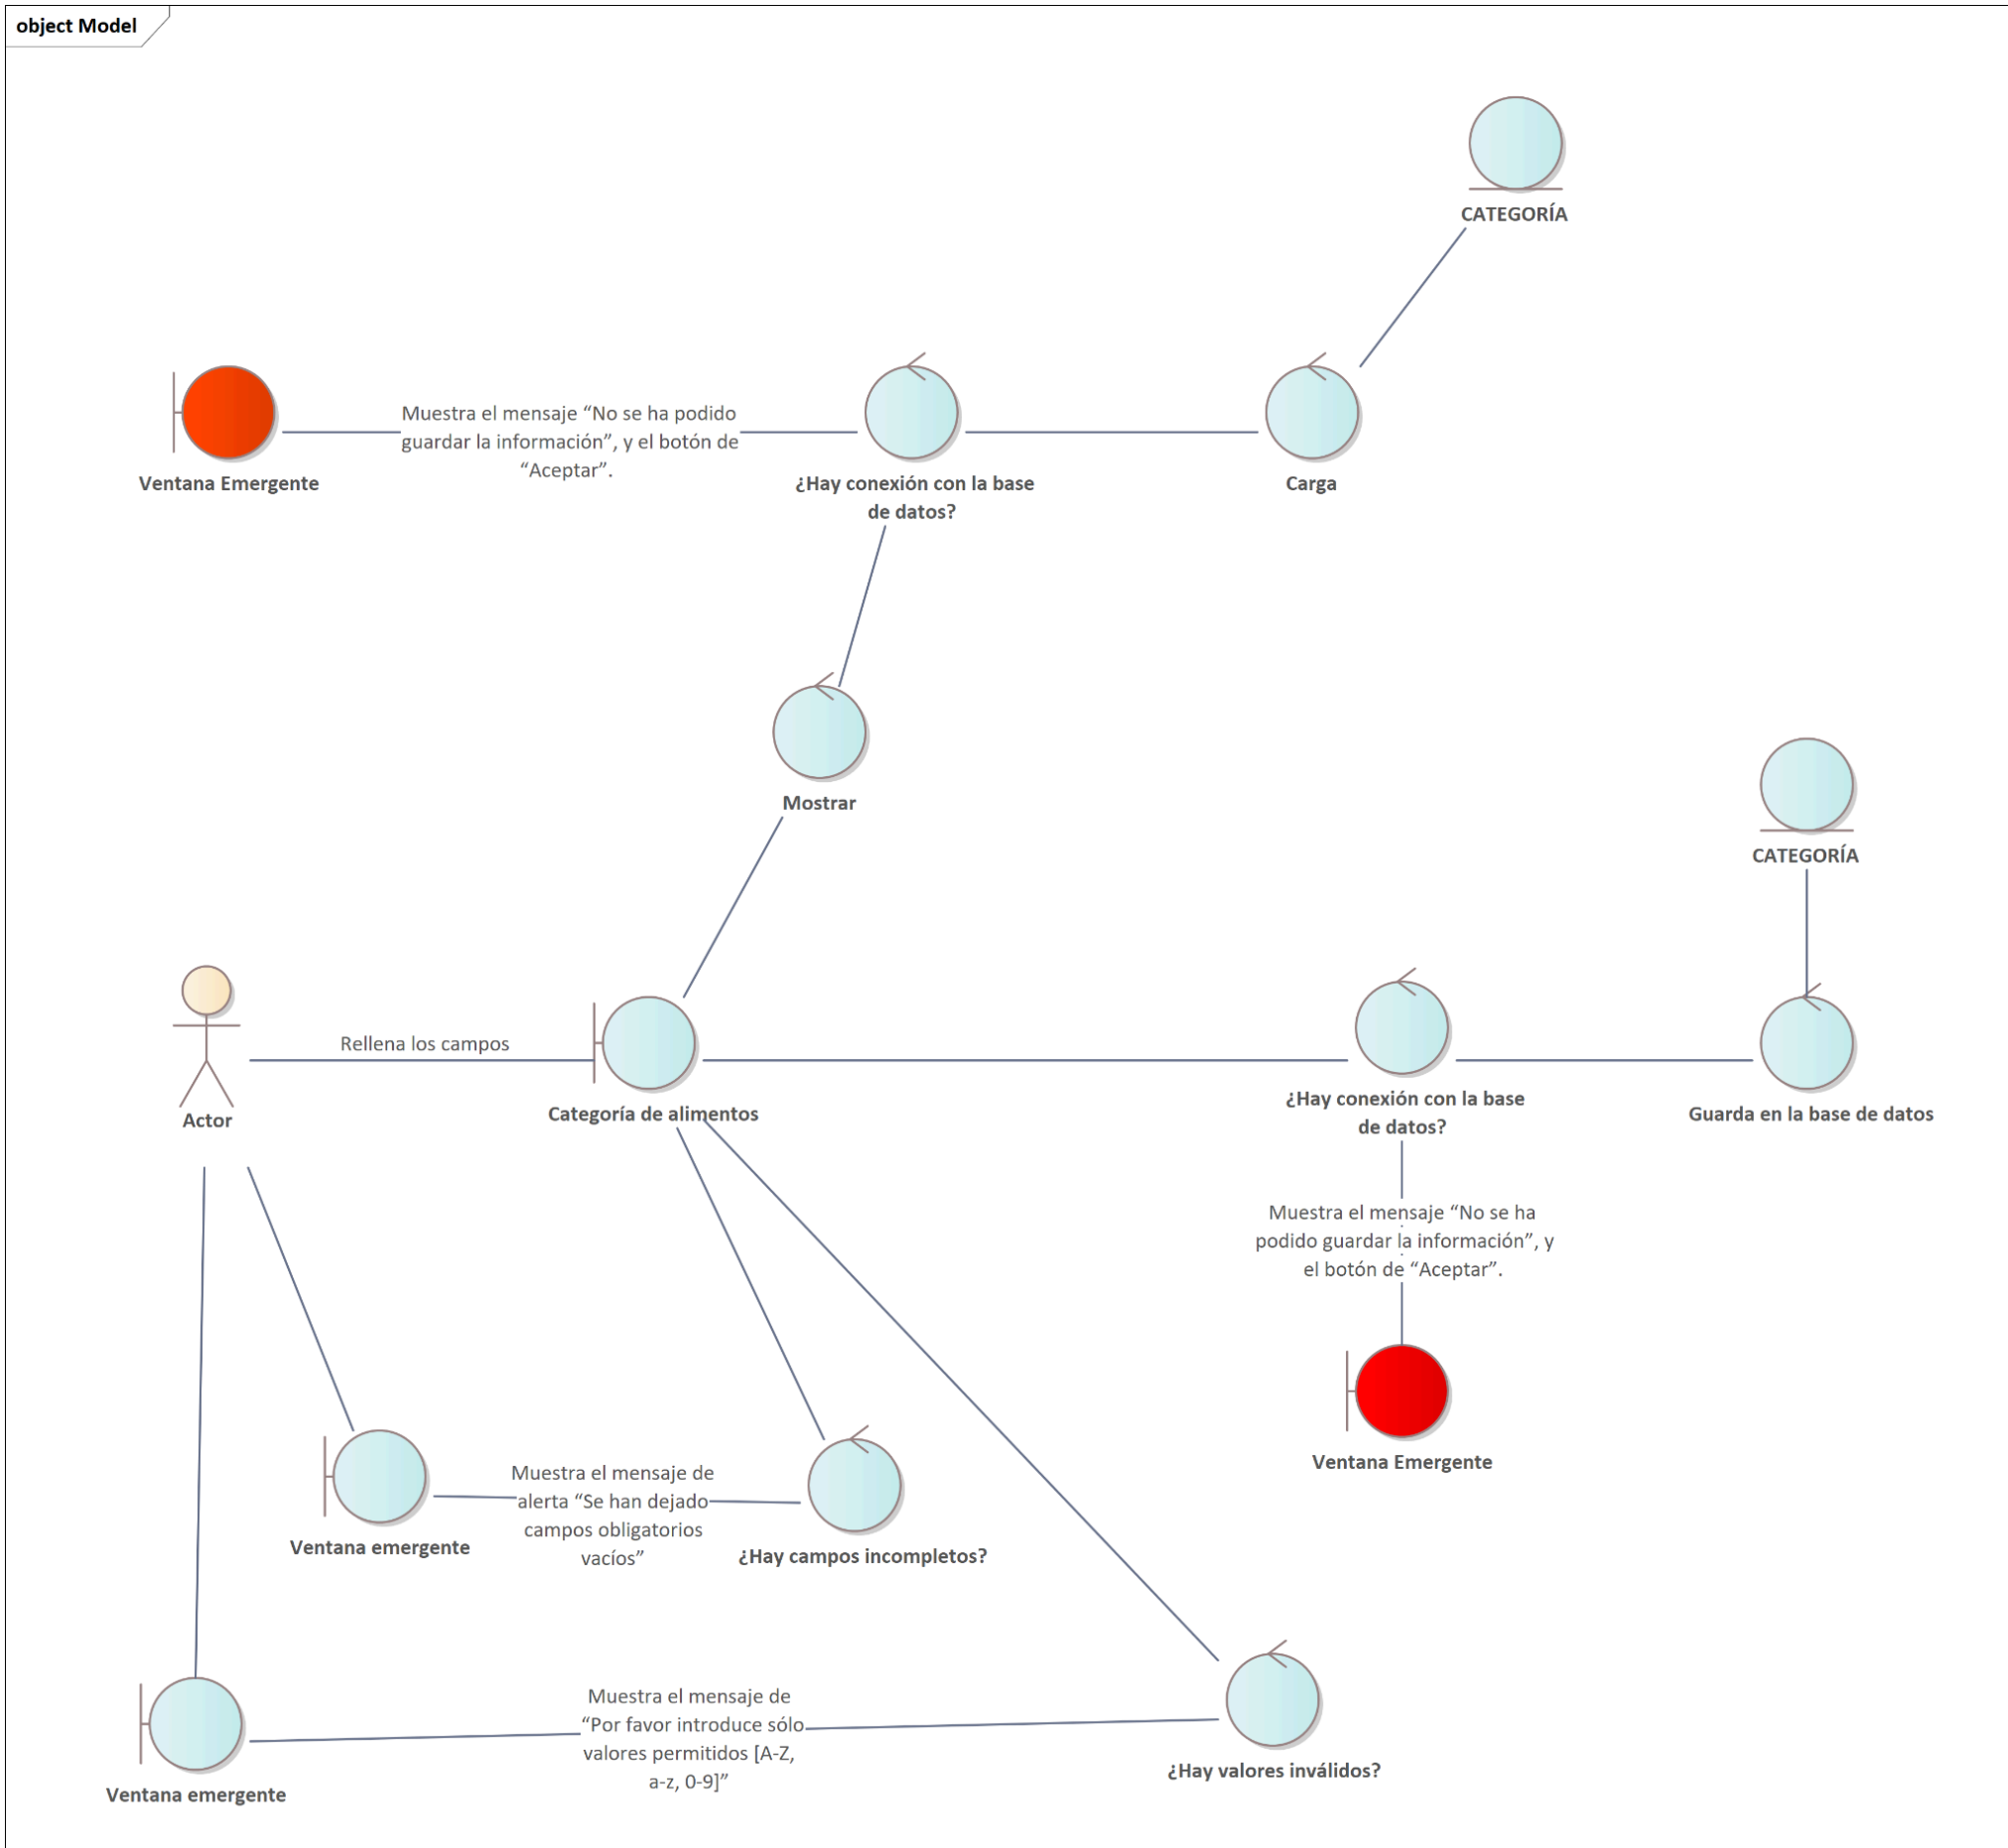 object Model
CATEGORÍA
Muestra el mensaje “No se ha podido
guardar la información”, y el botón de
“Aceptar”.
Ventana Emergente
¿Hay conexión con la base
de datos?
Carga
Mostrar
CATEGORÍA
Rellena los campos
Actor
Categoría de alimentos
¿Hay conexión con la base
de datos?
Guarda en la base de datos
Muestra el mensaje “No se ha
podido guardar la información”, y
el botón de “Aceptar”.
Ventana Emergente
Muestra el mensaje de
alerta “Se han dejado
campos obligatorios
vacíos”
Ventana emergente
¿Hay campos incompletos?
Muestra el mensaje de
“Por favor introduce sólo
valores permitidos [A-Z,
a-z, 0-9]”
Ventana emergente
¿Hay valores inválidos?